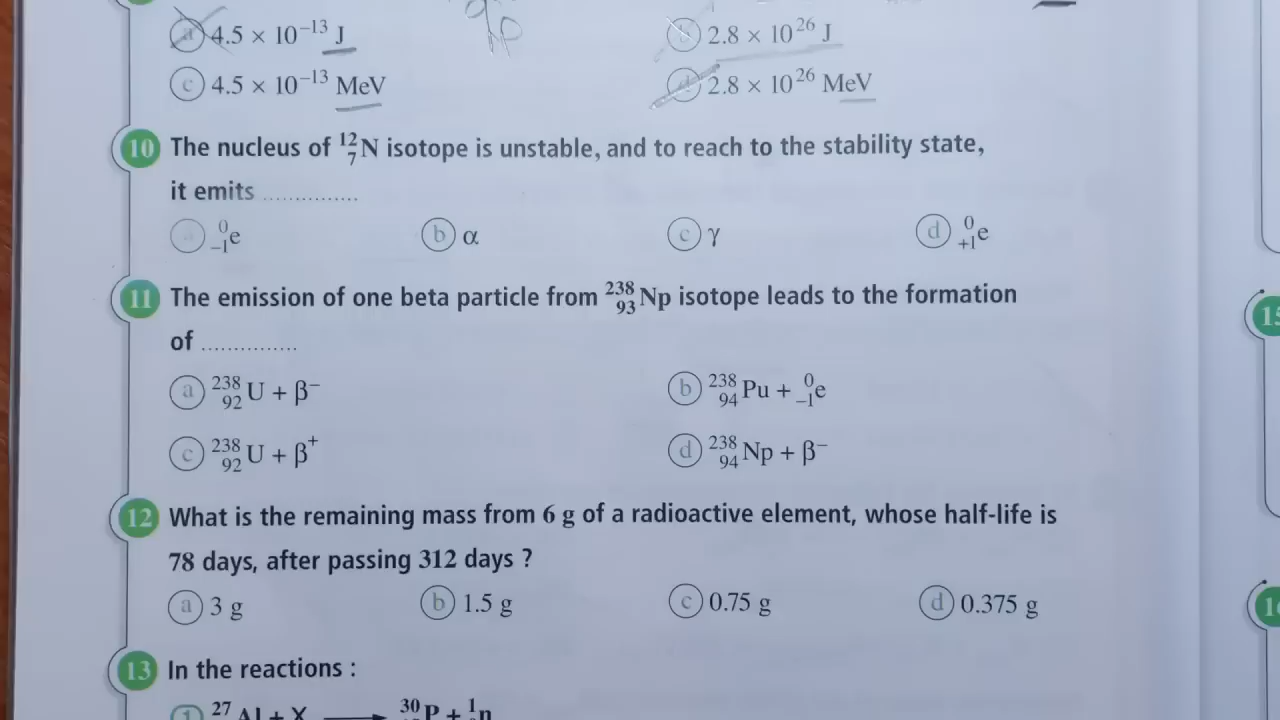 a 4.5 × 10⁻¹³ J b 2.8 × 10²⁶ J
c 4.5 × 10⁻¹³ MeV d 2.8 × 10²⁶ MeV
10 The nucleus of ¹²₇N isotope is unstable, and to reach to the stability state,
it emits ..............
a ⁰₋₁e b α c γ d ⁰₊₁e
11 The emission of one beta particle from ²³⁸₉₃Np isotope leads to the formation
of ..............
a ²³⁸₉₂U + β⁻ b ²³⁸₉₄Pu + ⁰₋₁e
c ²³⁸₉₂U + β⁺ d ²³⁸₉₄Np + β⁻
12 What is the remaining mass from 6 g of a radioactive element, whose half-life is
78 days, after passing 312 days ?
a 3 g b 1.5 g c 0.75 g d 0.375 g
13 In the reactions :
1 ²⁷Al + X ⟶ ³⁰P + ¹n